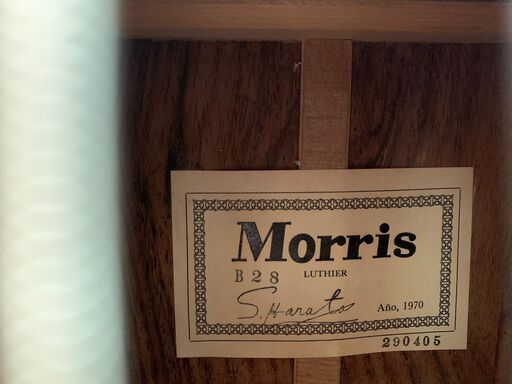 Morris
B28 LUTHIER
S. Harato Año, 1970
290405